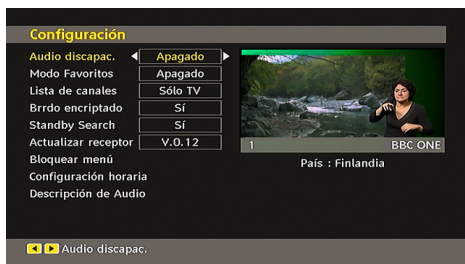 Configuración
Audio discapac. Apagado
Modo Favoritos Apagado
Lista de canales Sólo TV
Brrdo encriptado Sí
Standby Search Sí
Actualizar receptor V.0.12
Bloquear menú
Configuración horaria
Descripción de Audio
1 BBC ONE
País : Finlandia
Audio discapac.